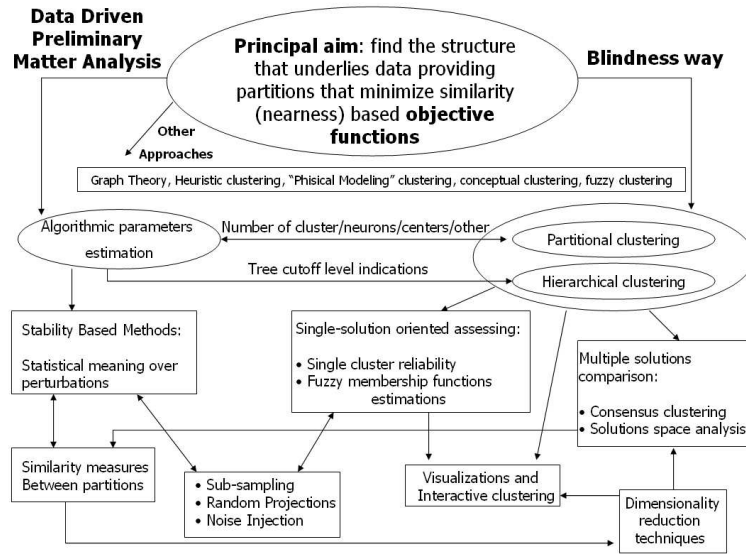 Data Driven
Preliminary
Matter Analysis
Principal aim: find the structure
that underlies data providing
partitions that minimize similarity
(nearness) based objective
functions
Blindness way
Other
Approaches
Graph Theory, Heuristic clustering, "Phisical Modeling" clustering, conceptual clustering, fuzzy clustering
Algorithmic parameters
estimation
Number of cluster/neurons/centers/other
Partitional clustering
Tree cutoff level indications
Hierarchical clustering
Stability Based Methods:
Statistical meaning over
perturbations
Single-solution oriented assessing:
• Single cluster reliability
• Fuzzy membership functions
estimations
Multiple solutions
comparison:
• Consensus clustering
• Solutions space analysis
Similarity measures
Between partitions
• Sub-sampling
• Random Projections
• Noise Injection
Visualizations and
Interactive clustering
Dimensionality
reduction
techniques